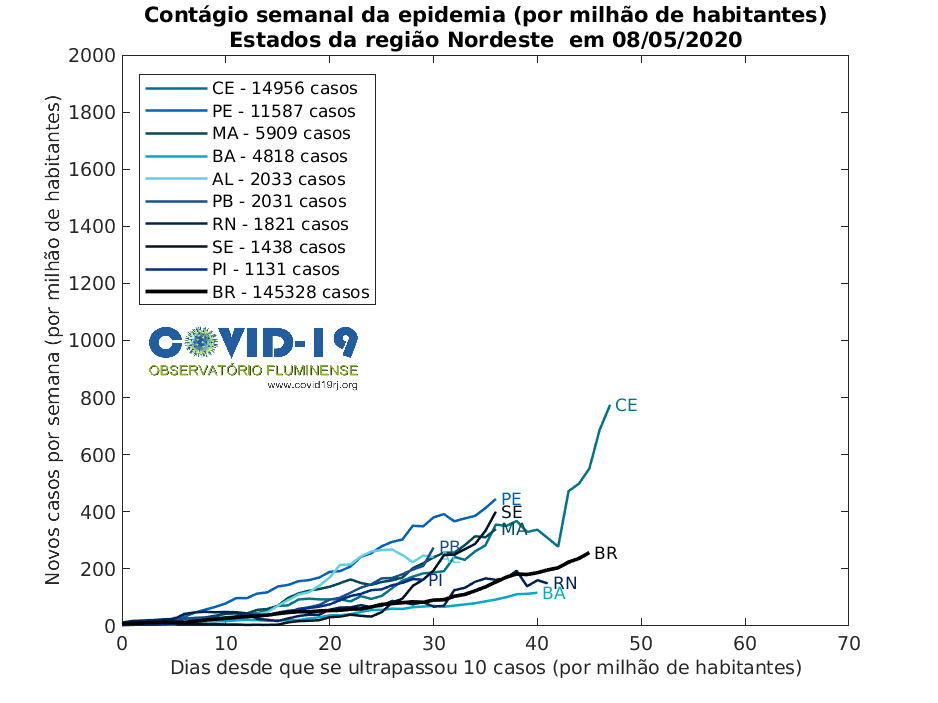 Contágio semanal da epidemia (por milhão de habitantes)
Estados da região Nordeste  em 08/05/2020
Novos casos por semana (por milhão de habitantes)
2000
1800
1600
1400
1200
1000
800
600
400
200
0
CE - 14956 casos
PE - 11587 casos
MA - 5909 casos
BA - 4818 casos
AL - 2033 casos
PB - 2031 casos
RN - 1821 casos
SE - 1438 casos
PI - 1131 casos
BR - 145328 casos
COVID-19
OBSERVATÓRIO FLUMINENSE
www.covid19rj.org
CE
PE
SE
MA
PB
BR
PI
RN
BA
0 10 20 30 40 50 60 70
Dias desde que se ultrapassou 10 casos (por milhão de habitantes)